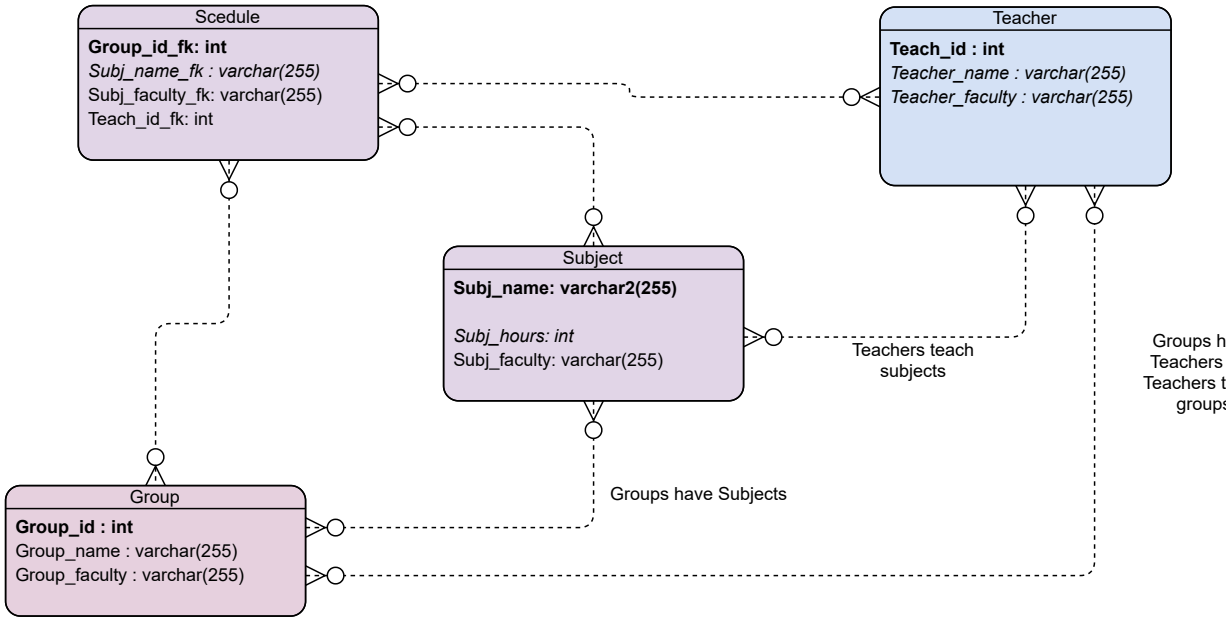 Scedule
Group_id_fk: int
Subj_name_fk : varchar(255)
Subj_faculty_fk: varchar(255)
Teach_id_fk: int
Teacher
Teach_id : int
Teacher_name : varchar(255)
Teacher_faculty : varchar(255)
Subject
Subj_name: varchar2(255)
Subj_hours: int
Subj_faculty: varchar(255)
Teachers teach
subjects
Groups
Teachers
Teachers
Groups have Subjects
Group
Group_id : int
Group_name : varchar(255)
Group_faculty : varchar(255)